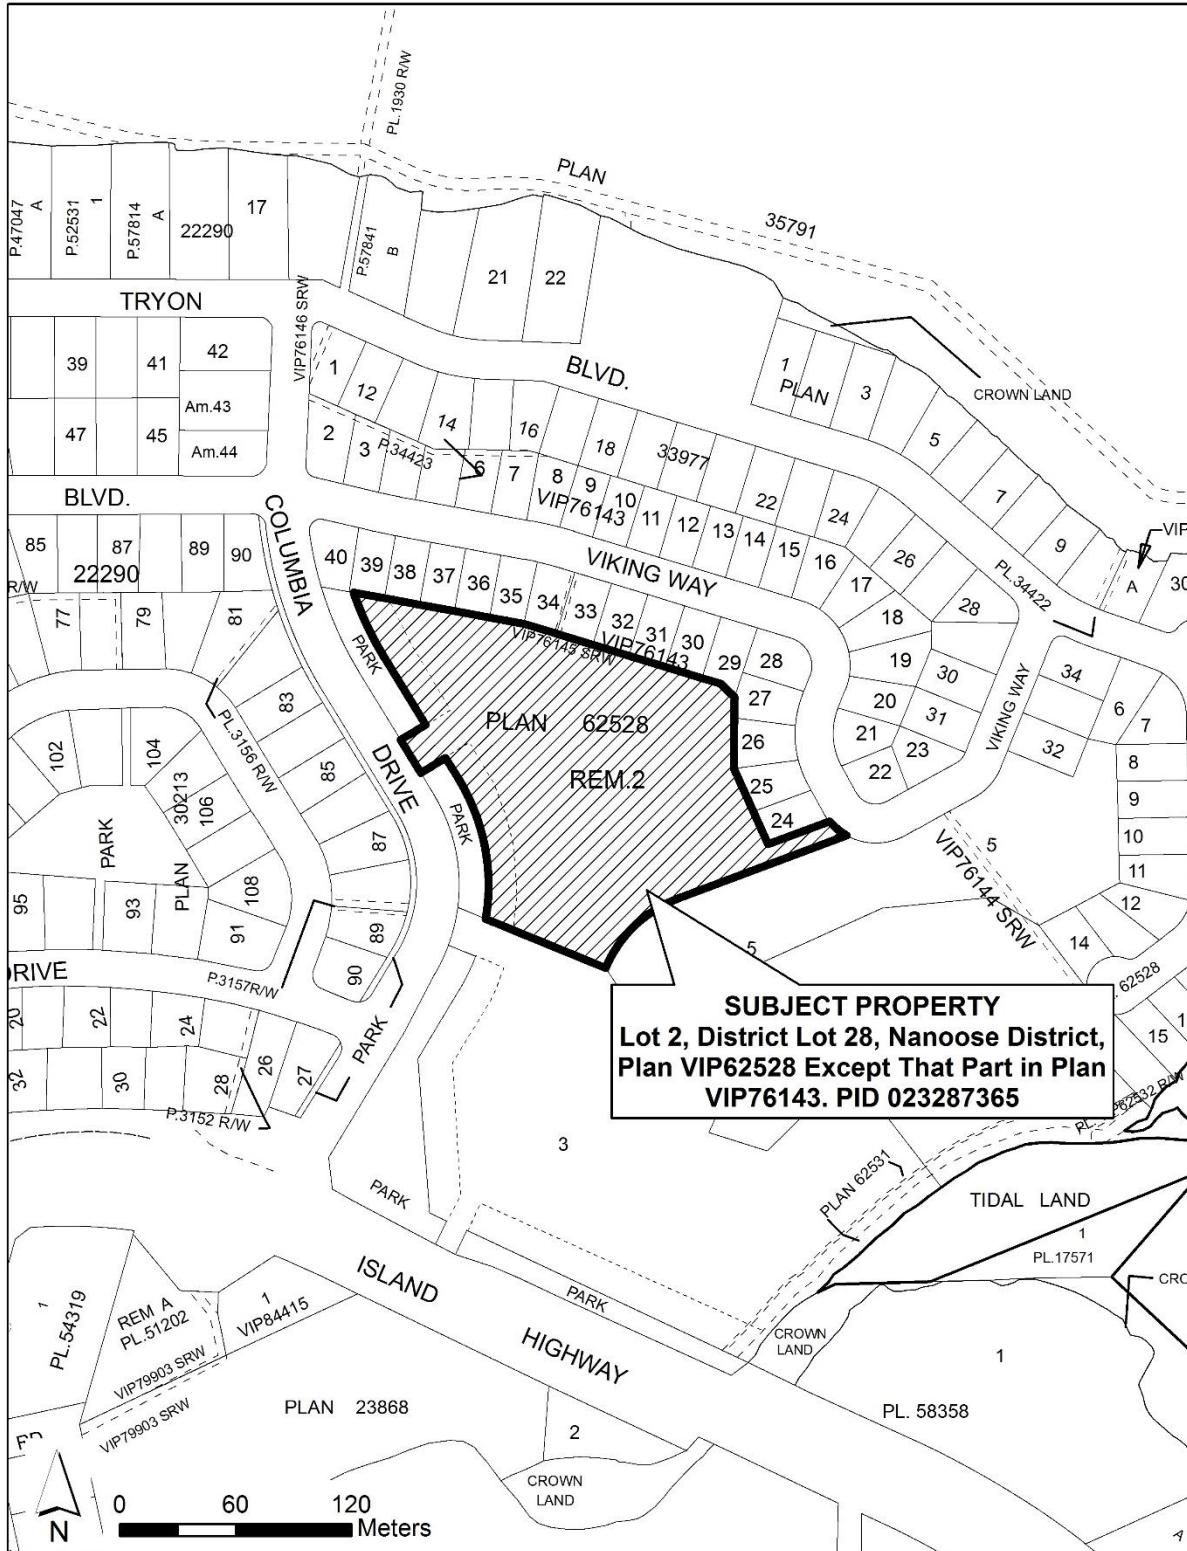 PL.1930 R/W
PLAN
35791
P.47047
A
P.52531
1
P.57814
A
22290
17
P.57841
B
21
22
TRYON
BLVD.
VIP76146 SRW
CROWN LAND
1
PLAN
3
5
7
9
39
41
42
Am.43
47
45
Am.44
1
12
14
16
18
33977
22
24
26
28
2
3
P.34423
6
7
8
9
10
11
12
13
14
15
16
17
18
19
20
21
22
VIP76143
PL.34422
VIP
A
30
BLVD.
COLUMBIA
DRIVE
VIKING WAY
85
87
89
90
22290
R/W
77
79
81
40
39
38
37
36
35
34
33
32
31
30
29
28
27
26
25
24
VIP76145 SRW
VIP76143
PARK
PLAN 62528
REM.2
30
31
23
VIKING WAY
34
32
6
7
8
9
10
11
12
14
15
1
62528
5
VIP76144 SRW
83
85
87
89
90
PL.3156 R/W
102
104
30213
106
PLAN
108
PARK
95
93
91
PARK
DRIVE
P.3157R/W
20
22
24
26
27
32
30
28
P.3152 R/W
PARK
5
SUBJECT PROPERTY
Lot 2, District Lot 28, Nanoose District,
Plan VIP62528 Except That Part in Plan
VIP76143. PID 023287365
3
PLAN 62531
62532 R/W
TIDAL LAND
1
PL.17571
CRO
PARK
ISLAND
HIGHWAY
PARK
CROWN
LAND
1
PL. 58358
1
PL.54319
REM A
PL.51202
1
VIP84415
VIP79903 SRW
VIP79903 SRW
PLAN 23868
2
CROWN
LAND
A
N
0 60 120
Meters